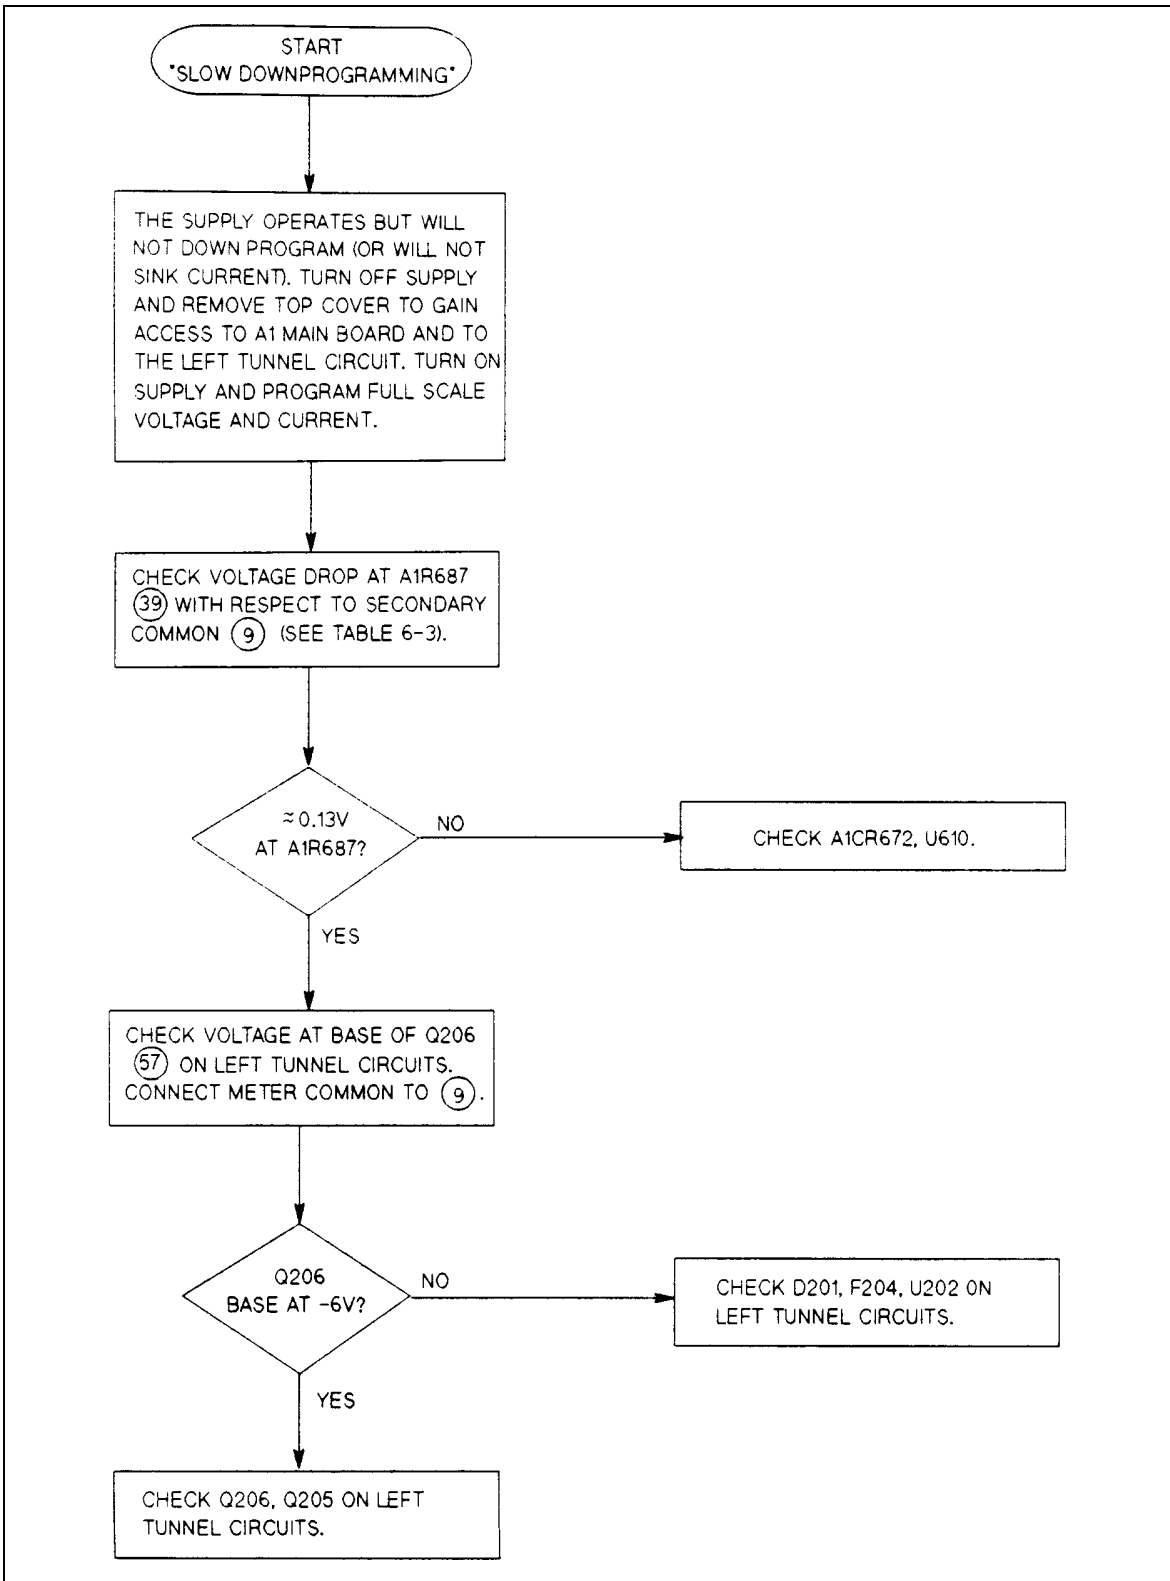 START
"SLOW DOWNPROGRAMMING"
THE SUPPLY OPERATES BUT WILL
NOT DOWN PROGRAM (OR WILL NOT
SINK CURRENT). TURN OFF SUPPLY
AND REMOVE TOP COVER TO GAIN
ACCESS TO A1 MAIN BOARD AND TO
THE LEFT TUNNEL CIRCUIT. TURN ON
SUPPLY AND PROGRAM FULL SCALE
VOLTAGE AND CURRENT.
CHECK VOLTAGE DROP AT A1R687
39 WITH RESPECT TO SECONDARY
COMMON 9 (SEE TABLE 6-3).
≈0.13V
AT A1R687?
NO
CHECK A1CR672, U610.
YES
CHECK VOLTAGE AT BASE OF Q206
57 ON LEFT TUNNEL CIRCUITS.
CONNECT METER COMMON TO 9.
Q206
BASE AT -6V?
NO
CHECK D201, F204, U202 ON
LEFT TUNNEL CIRCUITS.
YES
CHECK Q206, Q205 ON LEFT
TUNNEL CIRCUITS.